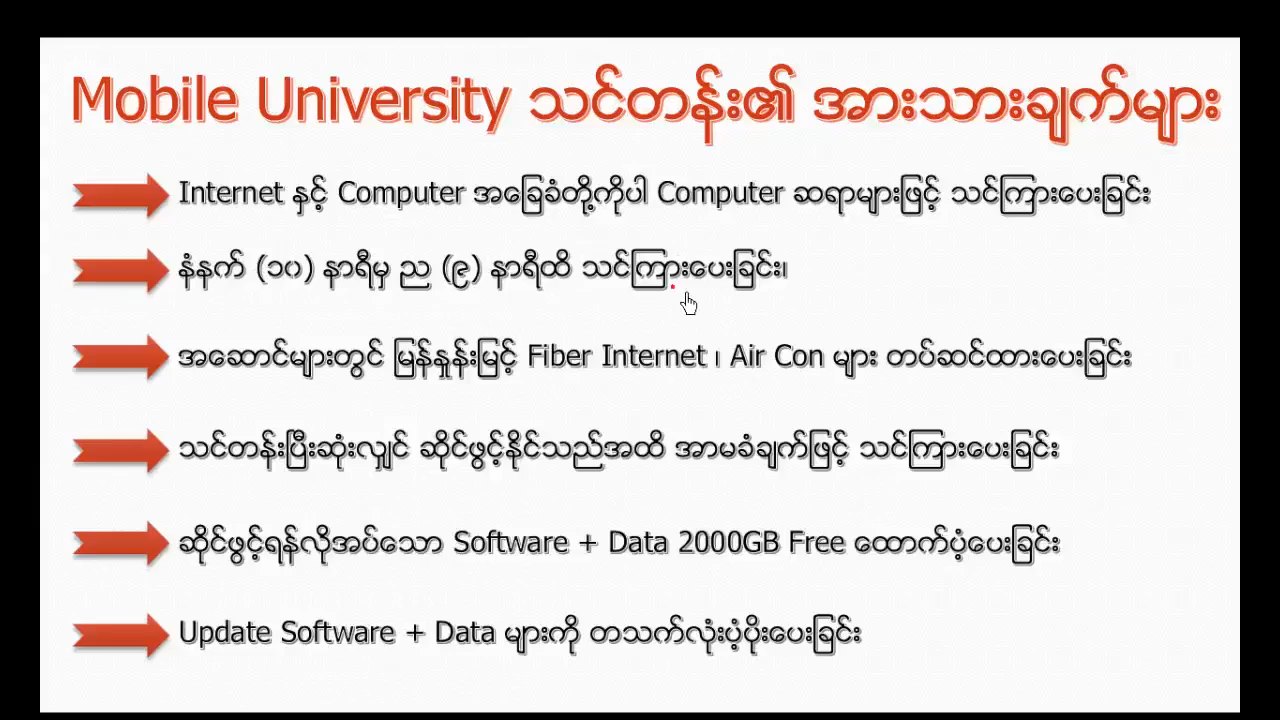 Mobile University သင်တန်း၏ အားသားချက်များ
Internet နှင့် Computer အခြေခံတို့ကိုပါ Computer ဆရာများဖြင့် သင်ကြားပေးခြင်း
နံနက် (၁၀) နာရီမှ ည (၉) နာရီထိ သင်ကြားပေးခြင်း၊
အဆောင်များတွင် မြန်နှုန်းမြင့် Fiber Internet ၊ Air Con များ တပ်ဆင်ထားပေးခြင်း
သင်တန်းပြီးဆုံးလျှင် ဆိုင်ဖွင့်နိုင်သည်အထိ အာမခံချက်ဖြင့် သင်ကြားပေးခြင်း
ဆိုင်ဖွင့်ရန်လိုအပ်သော Software + Data 2000GB Free ထောက်ပံ့ပေးခြင်း
Update Software + Data များကို တသက်လုံးပံ့ပိုးပေးခြင်း